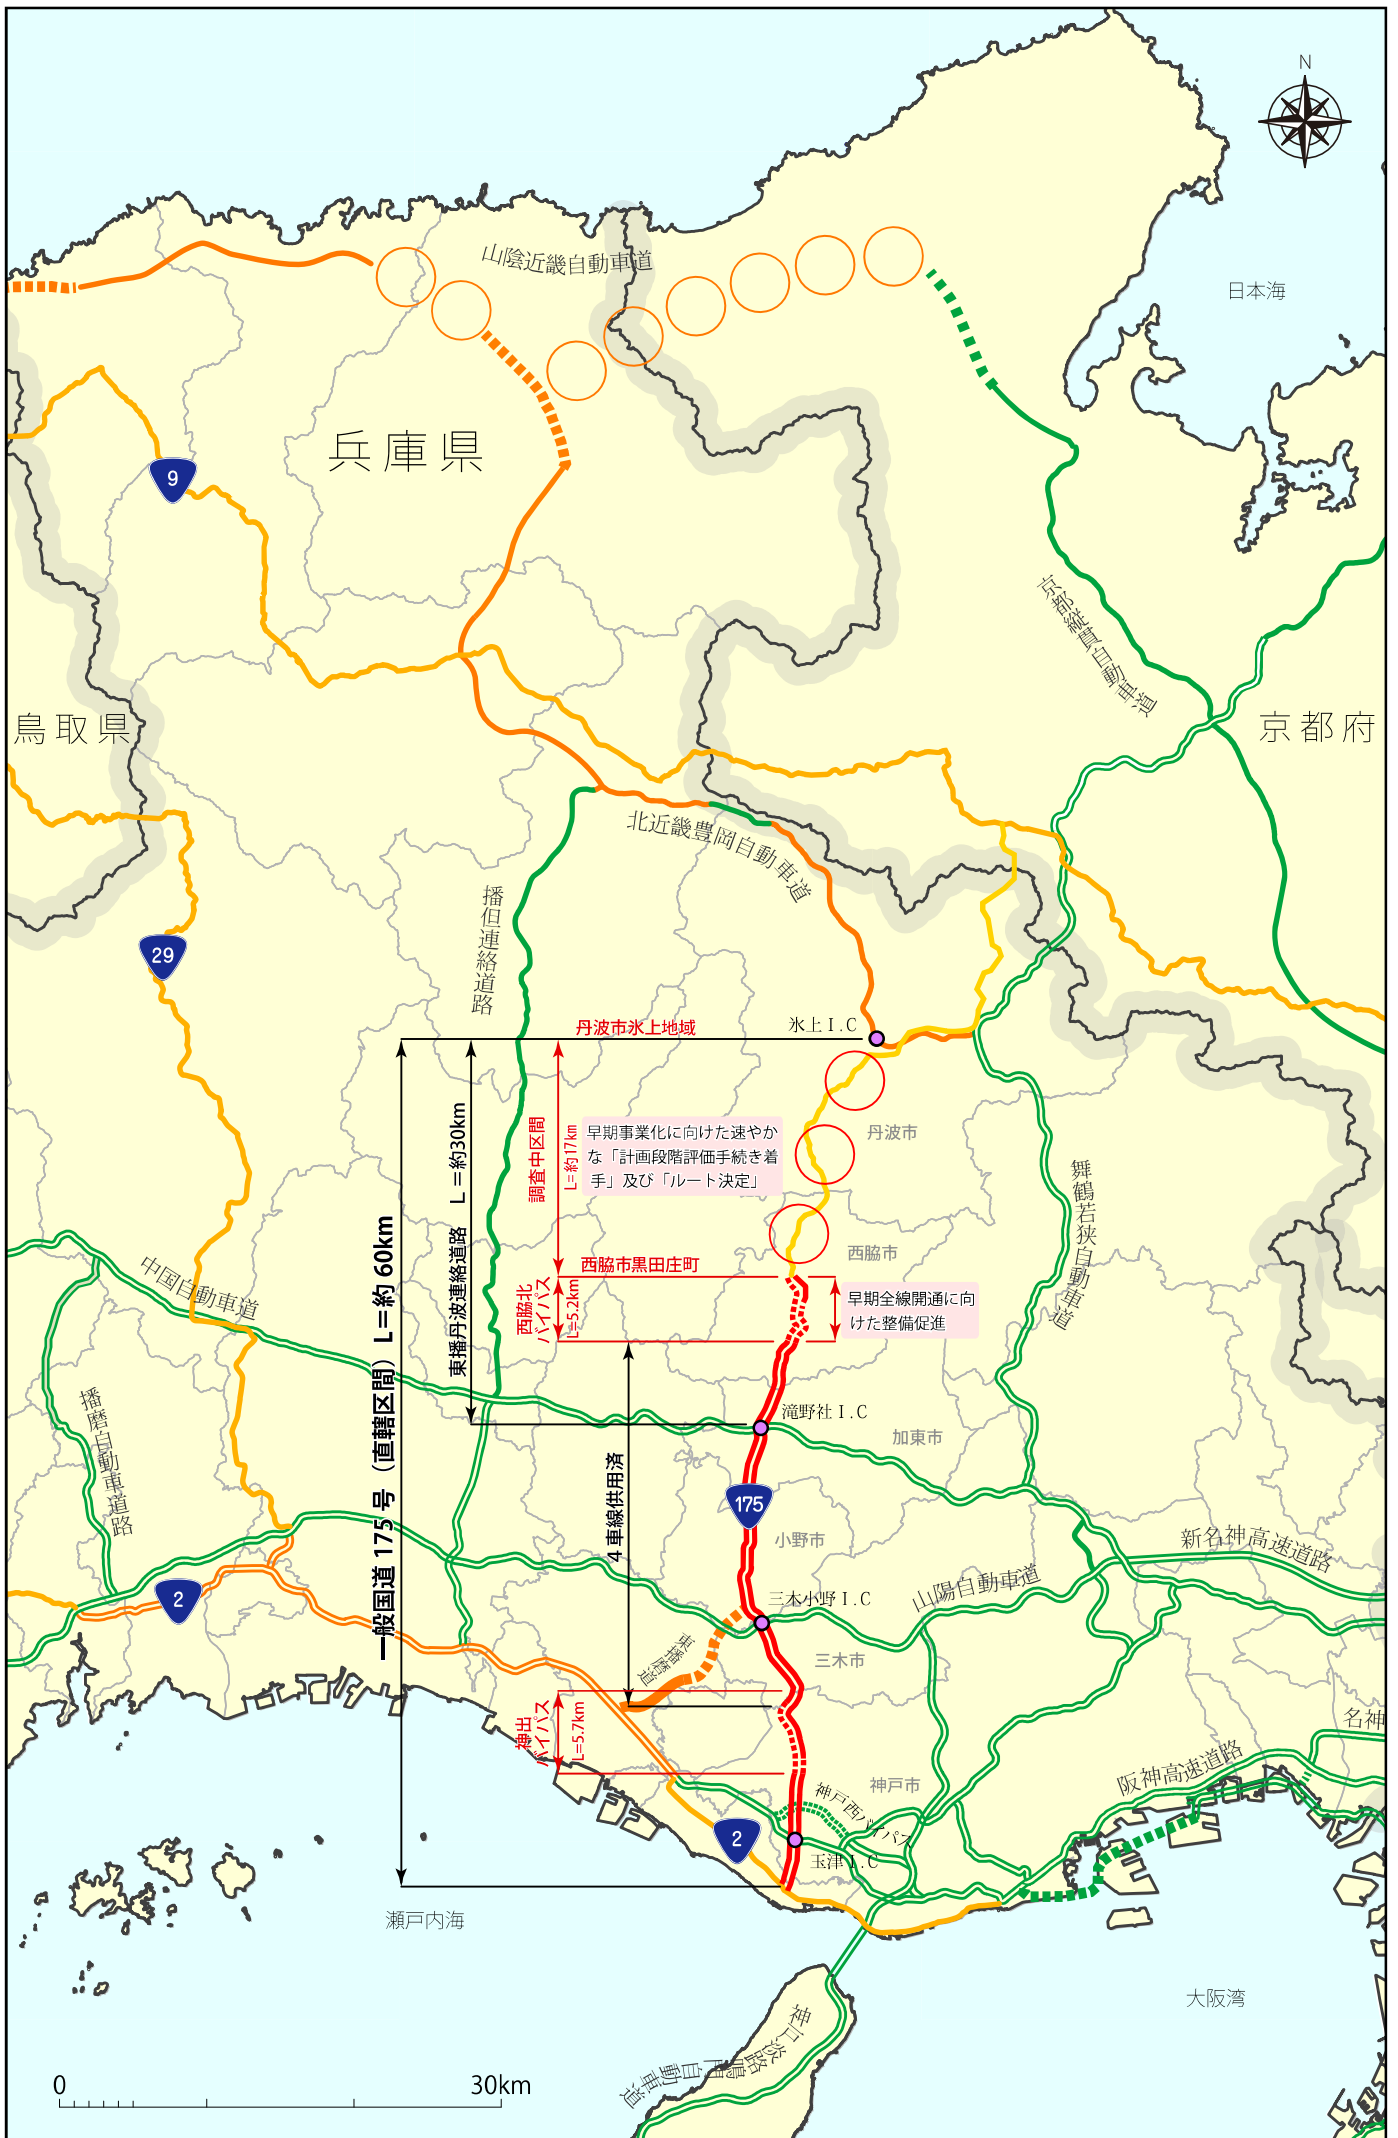 N
山陰近畿自動車道
日本海
兵庫県
9
京都縦貫自動車道
鳥取県
京都府
北近畿豊岡自動車道
播但連絡道路
29
丹波市氷上地域
氷上I.C
一般国道 175 号（直轄区間）L＝約 60km
東播丹波連絡道路　L＝約30km
調査中区間
L=約17km
早期事業化に向けた速やか
な「計画段階評価手続き着
手」及び「ルート決定」
丹波市
舞鶴若狭自動車道
西脇市
西脇市黒田庄町
西脇北
バイパス
L=5.2km
早期全線開通に向
けた整備促進
中国自動車道
滝野社I.C
加東市
播磨自動車道路
4車線供用済
175
小野市
新名神高速道路
山陽自動車道
三木小野I.C
2
東播磨道
三木市
神出
バイパス
L=5.7km
名神
阪神高速道路
神戸市
神戸西バイパス
2
玉津I.C
瀬戸内海
大阪湾
神戸淡路鳴門自動車道
0
30km